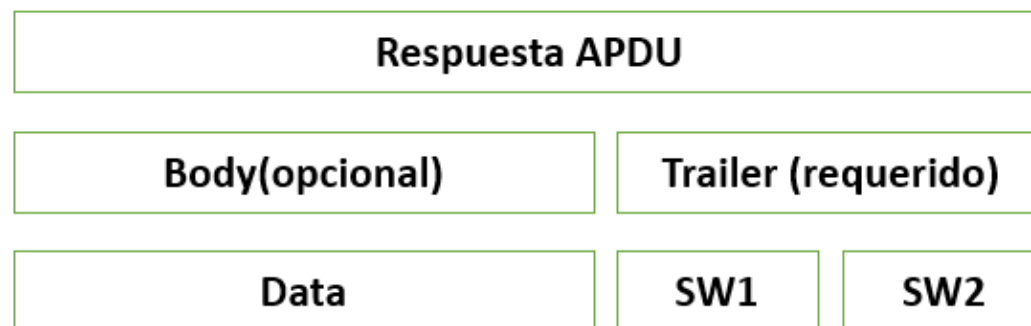 Respuesta APDU
Body(opcional) Trailer (requerido)
Data SW1 SW2